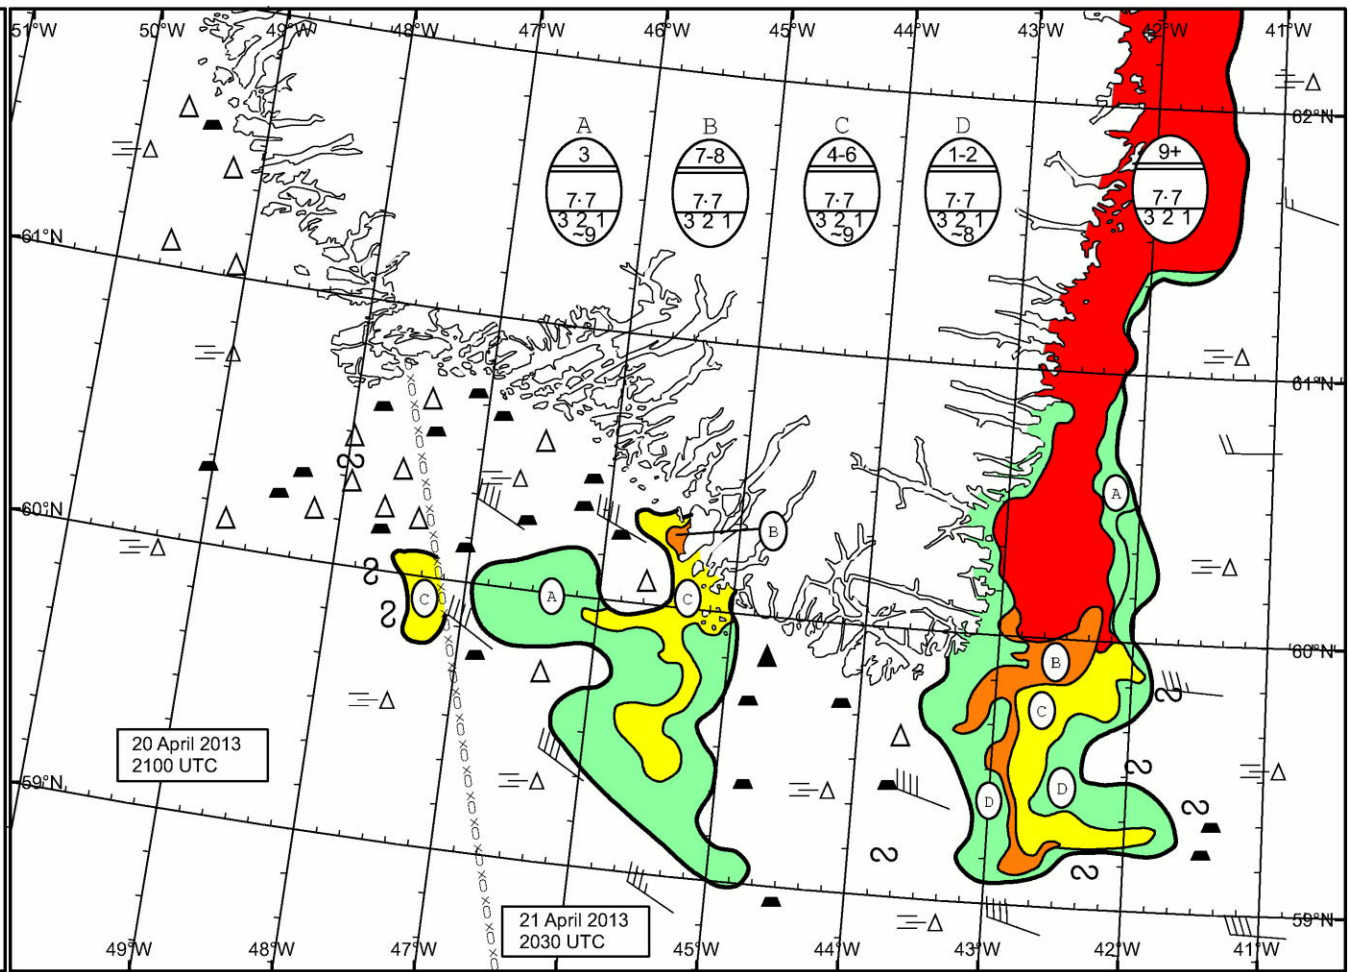 51°W 50°W 49°W 48°W 47°W 46°W 45°W 44°W 43°W 42°W 41°W
62°N
A B C D
3 7-8 4-6 1-2 9+
7·7 7·7 7·7 7·7 7·7
3 2 1 3 2 1 3 2 1 3 2 1 3 2 1
~9 ~9 ~8
61°N
61°N
A
60°N
B
C A C
60°N
B
C
20 April 2013
2100 UTC
59°N
D D
21 April 2013
2030 UTC
59°N
49°W 48°W 47°W 45°W 44°W 43°W 42°W 41°W